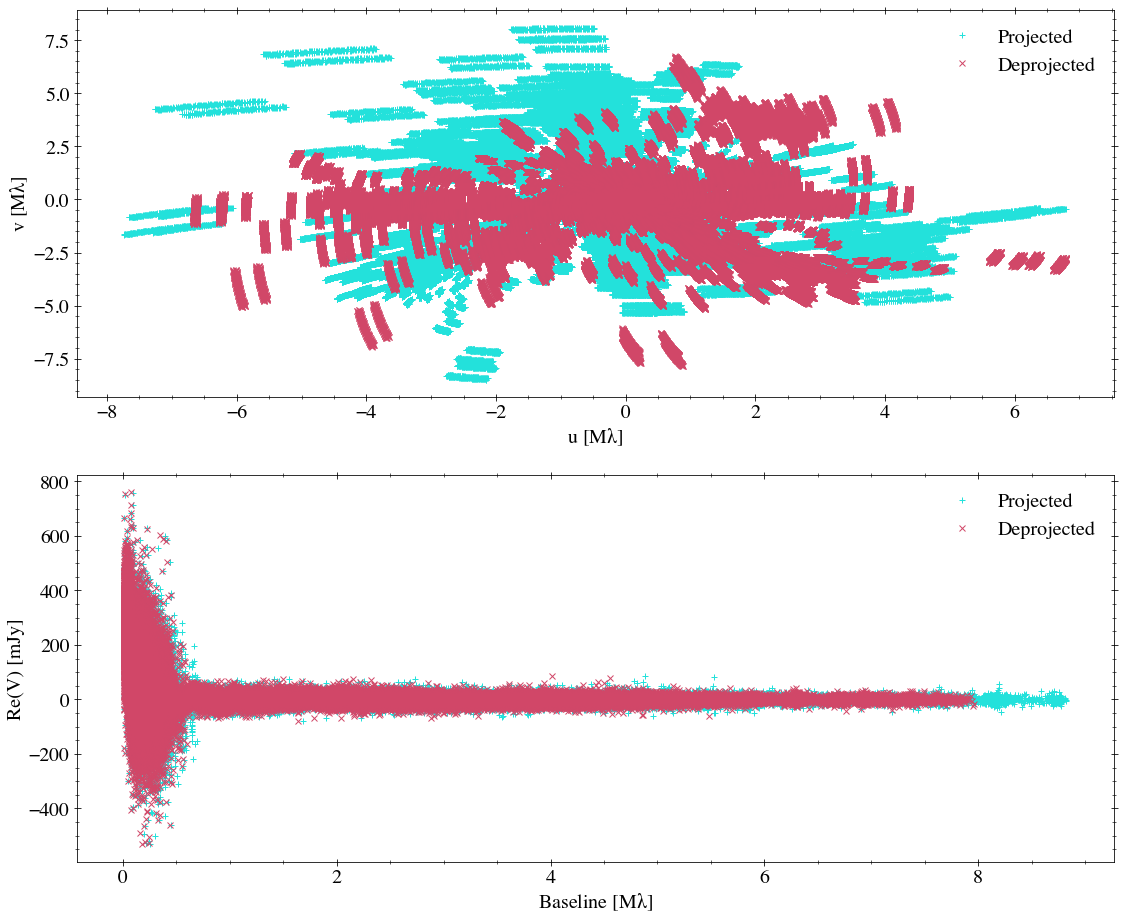 7.5
5.0
2.5
0.0
−2.5
−5.0
−7.5
v [Mλ]
Projected
Deprojected
−8 −6 −4 −2 0 2 4 6
u [Mλ]
800
600
400
200
0
−200
−400
Re(V) [mJy]
Projected
Deprojected
0 2 4 6 8
Baseline [Mλ]